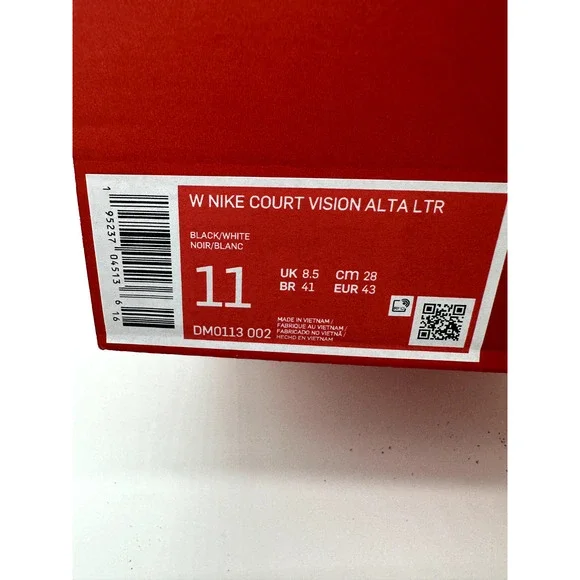 W NIKE COURT VISION ALTA LTR
BLACK/WHITE
NOIR/BLANC
11
UK 8.5 cm 28
BR 41 EUR 43
DM0113 002
MADE IN VIETNAM /
FABRIQUE AU VIETNAM /
FABRICADO NO VIETNÃ /
HECHO EN VIETNAM
1 95237 04513 6 16